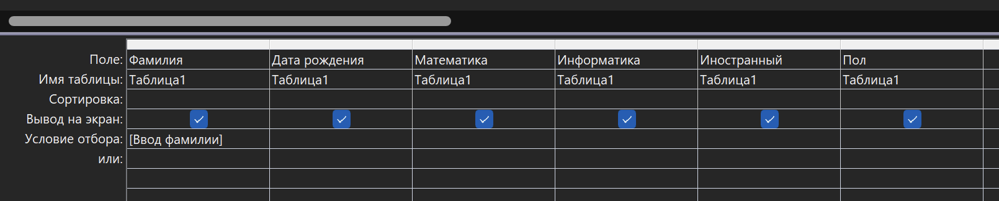 Поле: Фамилия Дата рождения Математика Информатика Иностранный Пол
Имя таблицы: Таблица1 Таблица1 Таблица1 Таблица1 Таблица1 Таблица1
Сортировка:
Вывод на экран:
Условие отбора: [Ввод фамилии]
или: